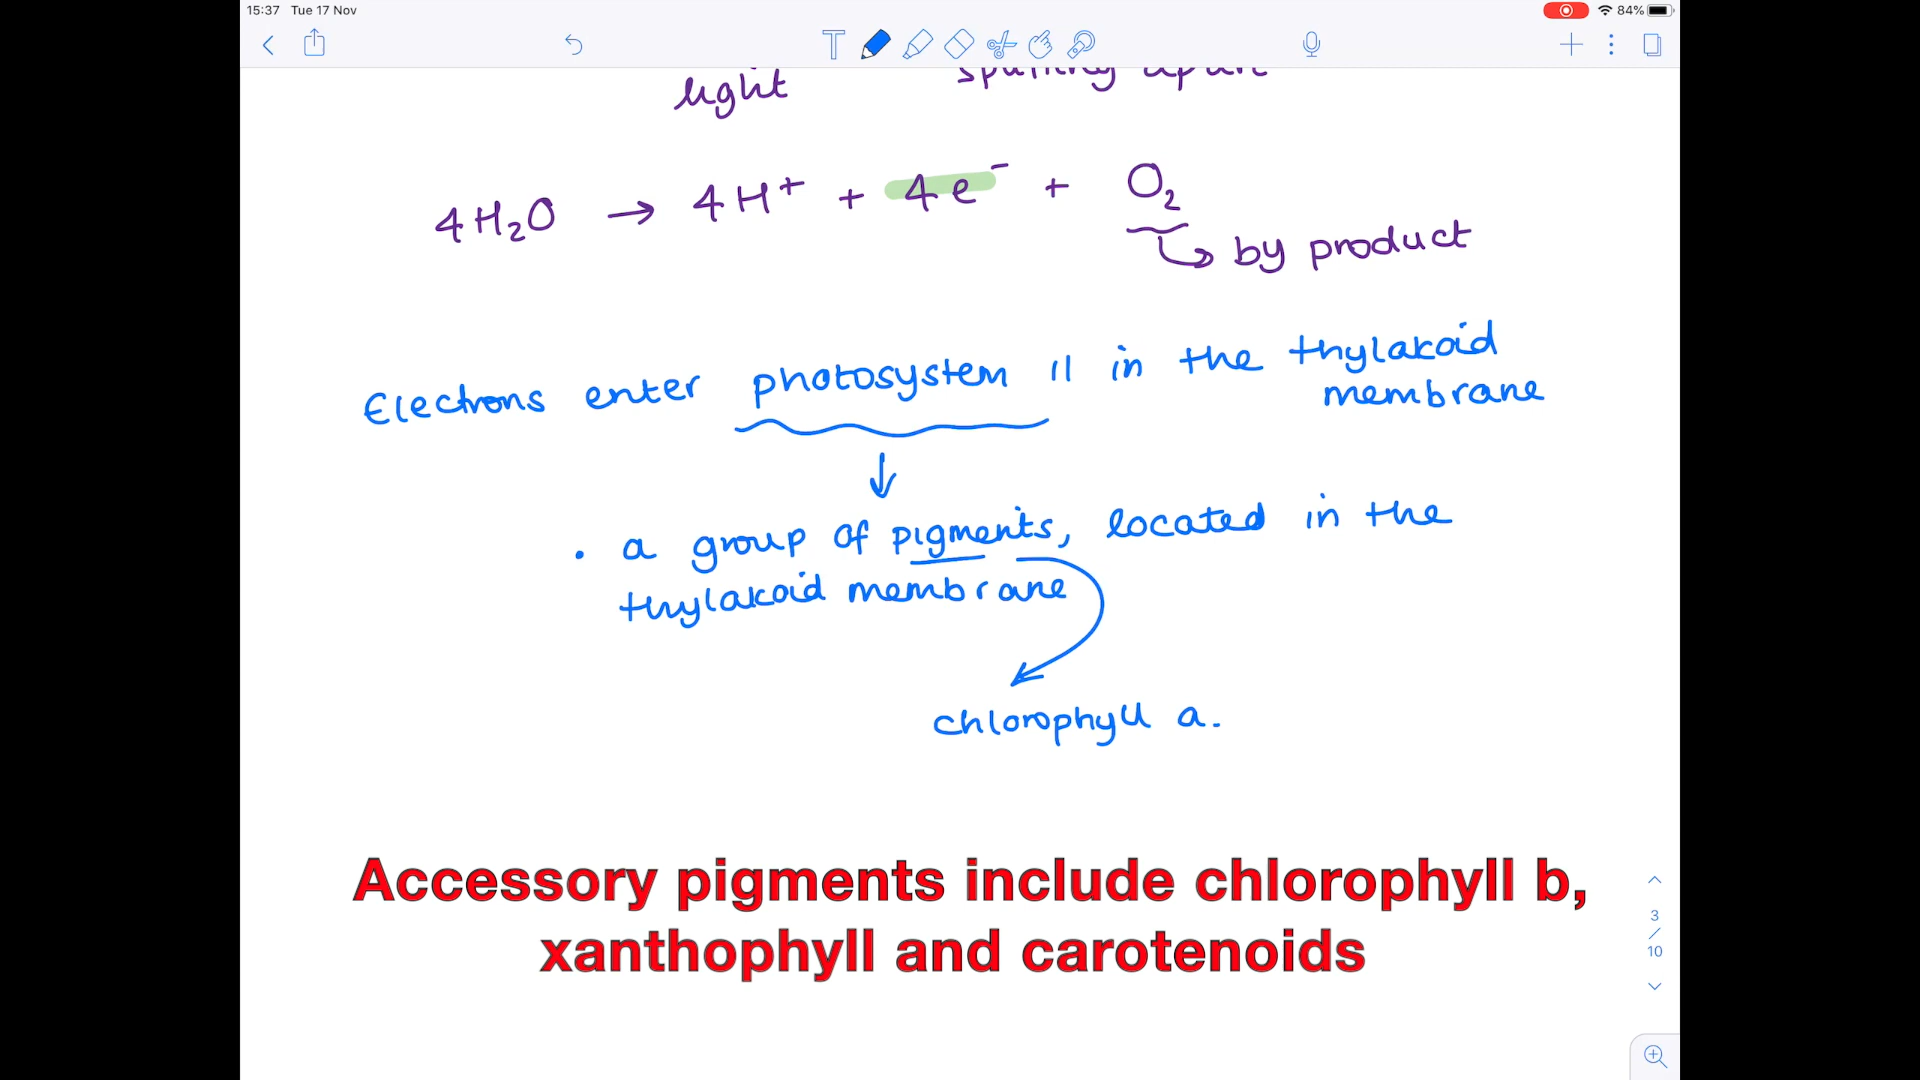 15:37 Tue 17 Nov
84%
light splitting apart
4H₂O → 4H⁺ + 4e⁻ + O₂
by product
Electrons enter photosystem II in the thylakoid
membrane
• a group of pigments, located in the
thylakoid membrane
chlorophyll a.
Accessory pigments include chlorophyll b,
xanthophyll and carotenoids
3
/
10